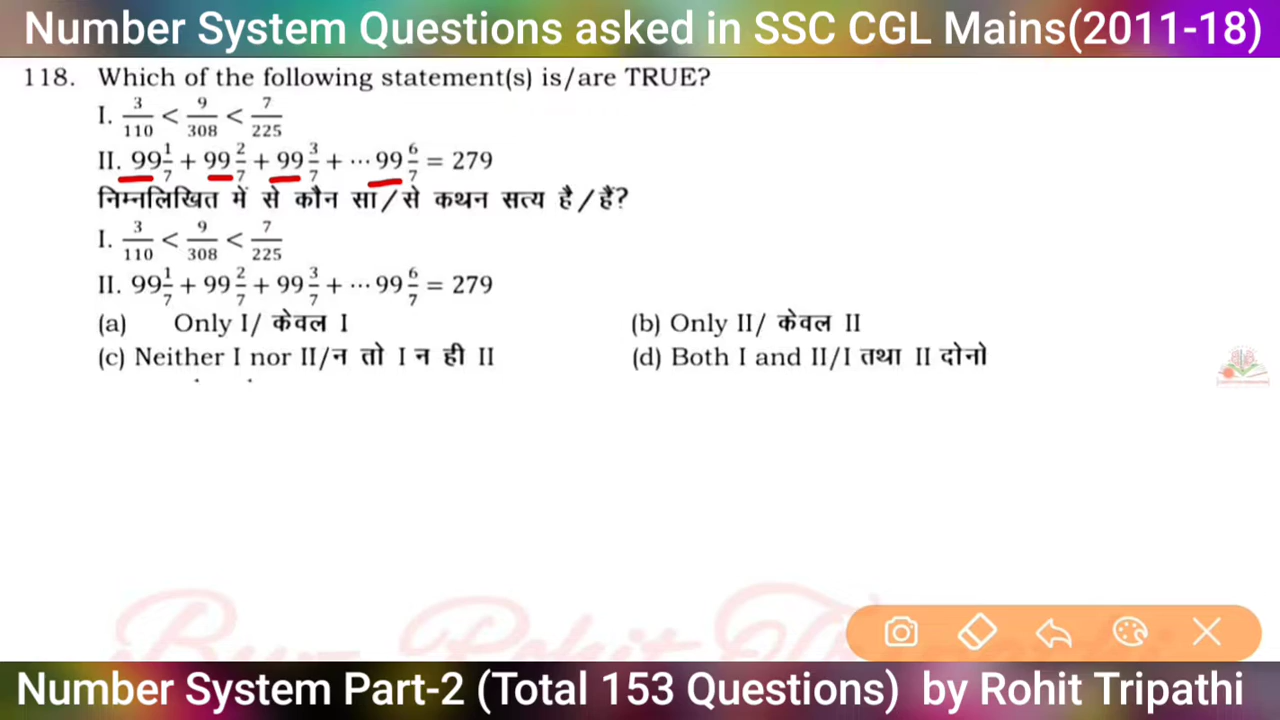 Number System Questions asked in SSC CGL Mains(2011-18)
118. Which of the following statement(s) is/are TRUE?
I. 3/110 < 9/308 < 7/225
II. 99 1/7 + 99 2/7 + 99 3/7 + ⋯ 99 6/7 = 279
निम्नलिखित में से कौन सा/से कथन सत्य है/हैं?
I. 3/110 < 9/308 < 7/225
II. 99 1/7 + 99 2/7 + 99 3/7 + ⋯ 99 6/7 = 279
(a) Only I/ केवल I (b) Only II/ केवल II
(c) Neither I nor II/न तो I न ही II (d) Both I and II/I तथा II दोनो
Number System Part-2 (Total 153 Questions) by Rohit Tripathi